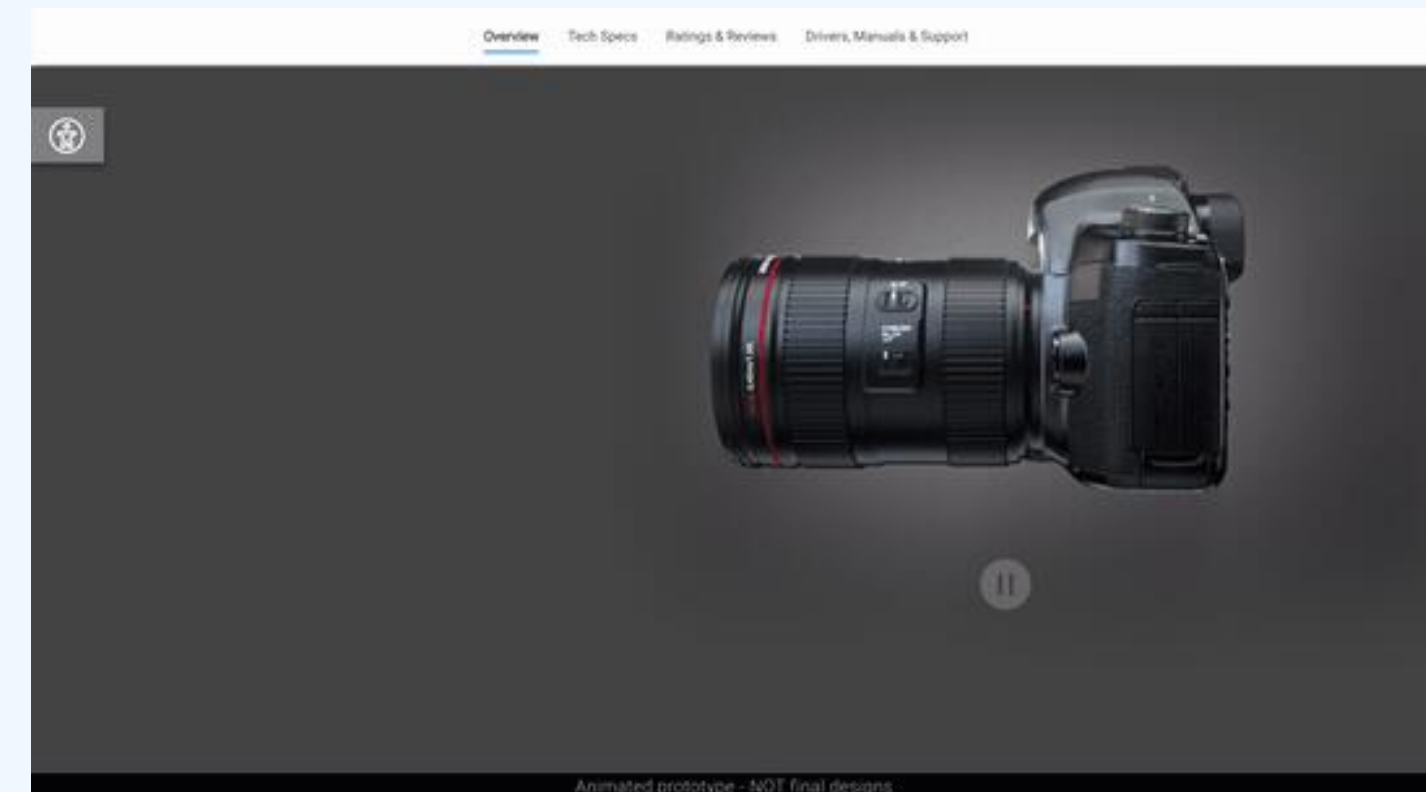 Overview Tech Specs Ratings & Reviews Drivers, Manuals & Support
Animated prototype - NOT final designs